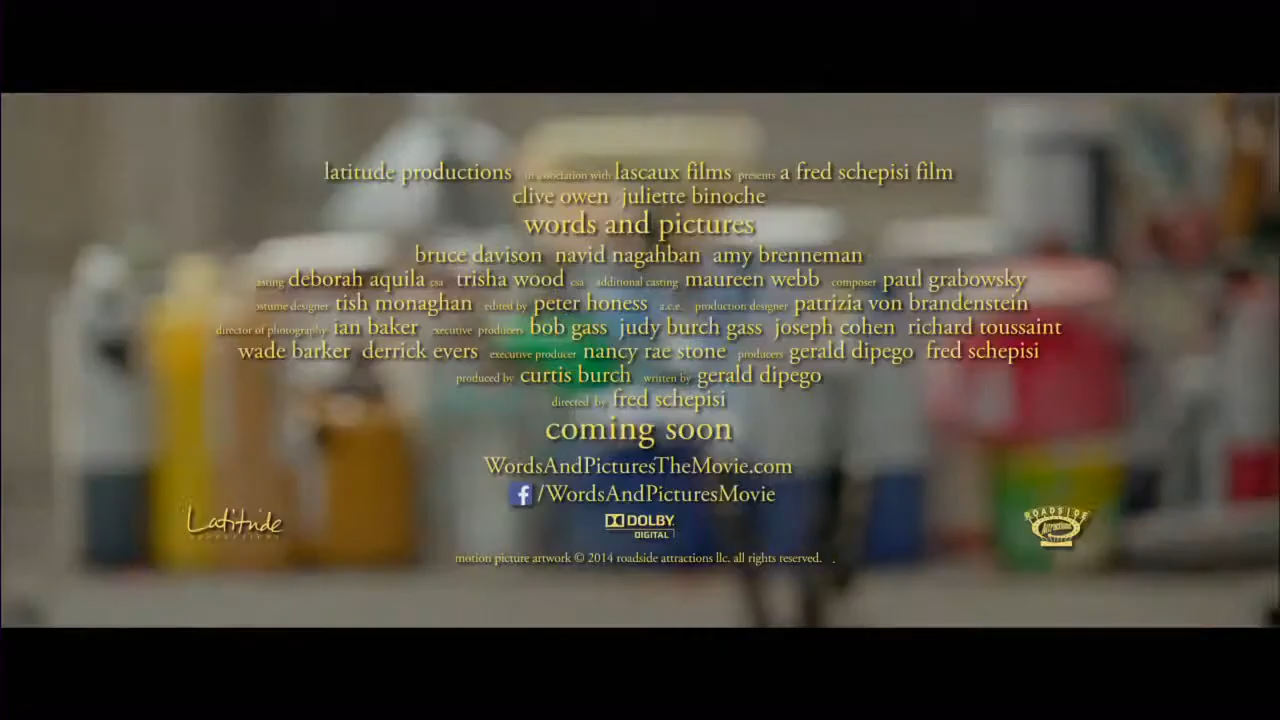 latitude productions in association with lascaux films presents a fred schepisi film
clive owen juliette binoche
words and pictures
bruce davison navid nagahban amy brenneman
asting deborah aquila csa trisha wood csa additional casting maureen webb composer paul grabowsky
ostume designer tish monaghan edited by peter honess a.c.e. production designer patrizia von brandenstein
director of photography ian baker executive producers bob gass judy burch gass joseph cohen richard toussaint
wade barker derrick evers executive producer nancy rae stone producers gerald dipego fred schepisi
produced by curtis burch written by gerald dipego
directed by fred schepisi
coming soon
WordsAndPicturesTheMovie.com
f /WordsAndPicturesMovie
Latitude
PRODUCTIONS
DOLBY
DIGITAL
ROADSIDE
Attractions
motion picture artwork © 2014 roadside attractions llc. all rights reserved.